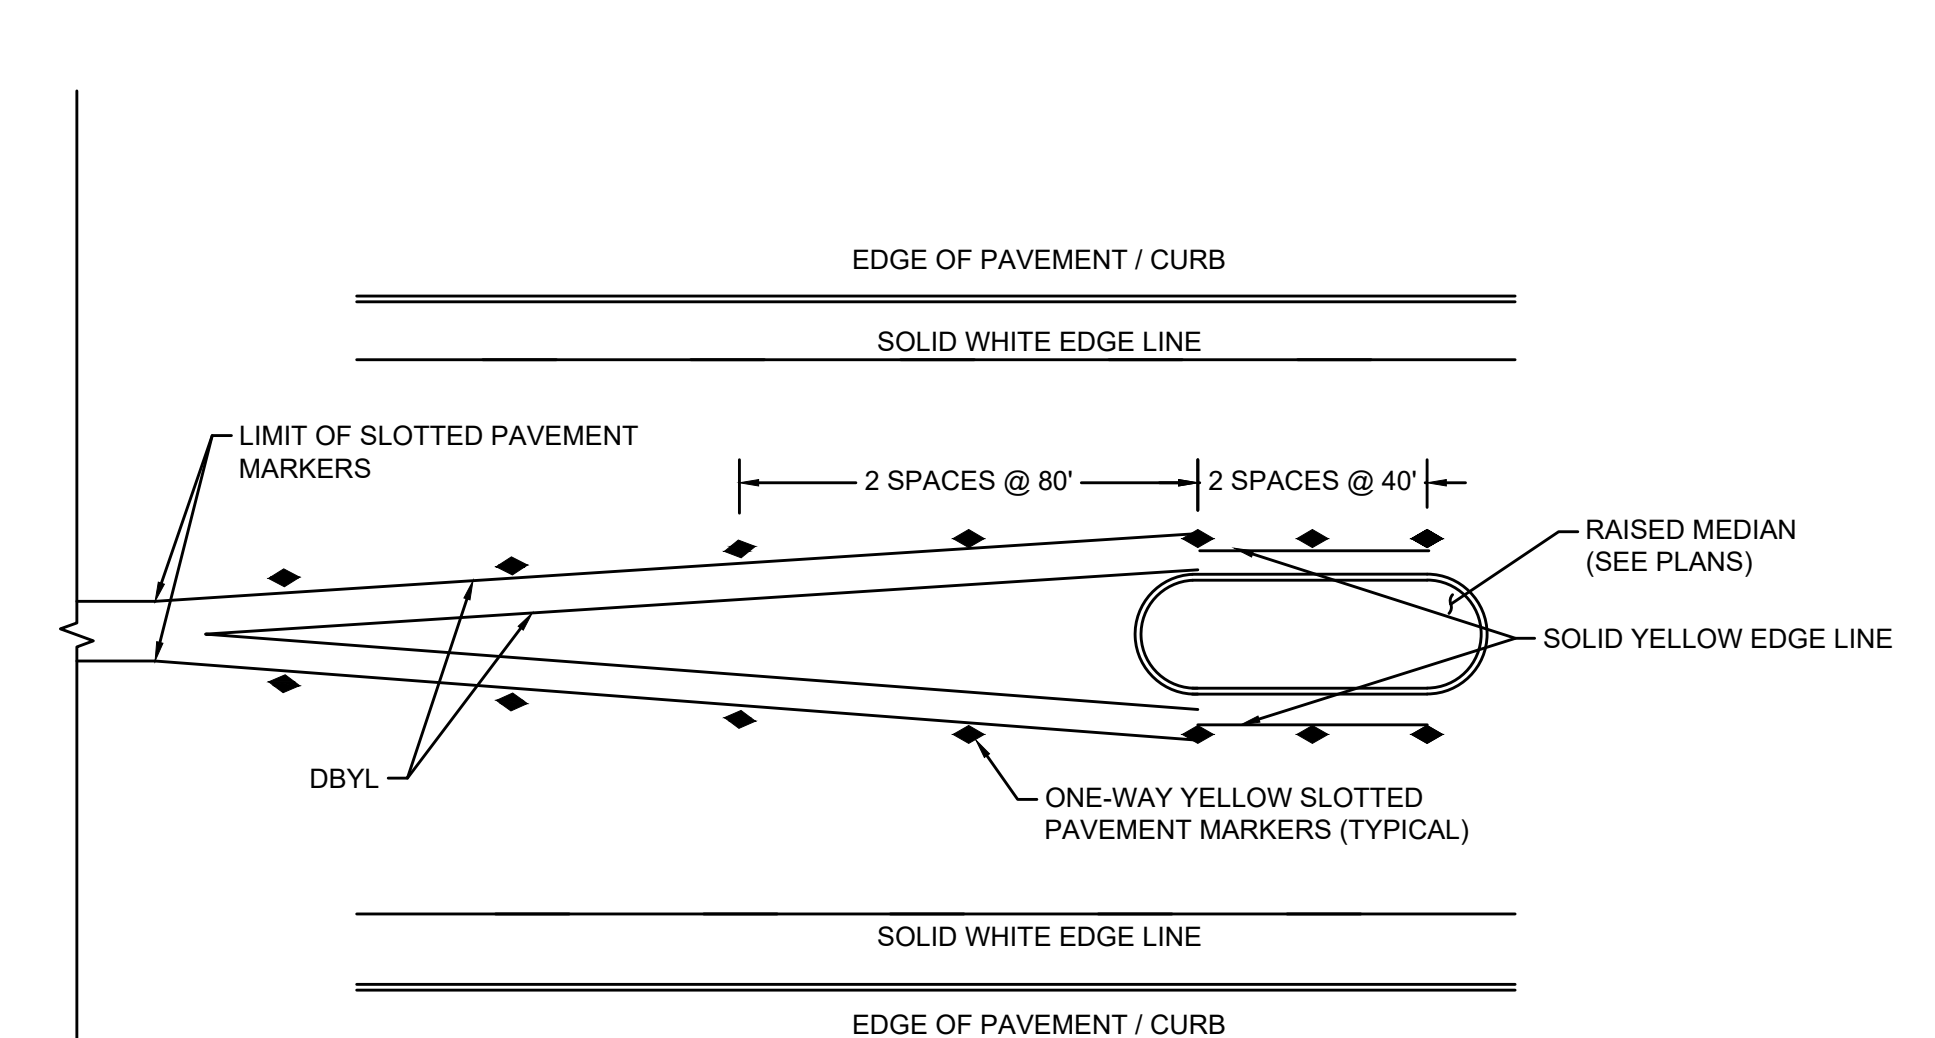 EDGE OF PAVEMENT / CURB
SOLID WHITE EDGE LINE
LIMIT OF SLOTTED PAVEMENT
MARKERS
2 SPACES @ 80'
2 SPACES @ 40'
RAISED MEDIAN
(SEE PLANS)
SOLID YELLOW EDGE LINE
DBYL
ONE-WAY YELLOW SLOTTED
PAVEMENT MARKERS (TYPICAL)
SOLID WHITE EDGE LINE
EDGE OF PAVEMENT / CURB